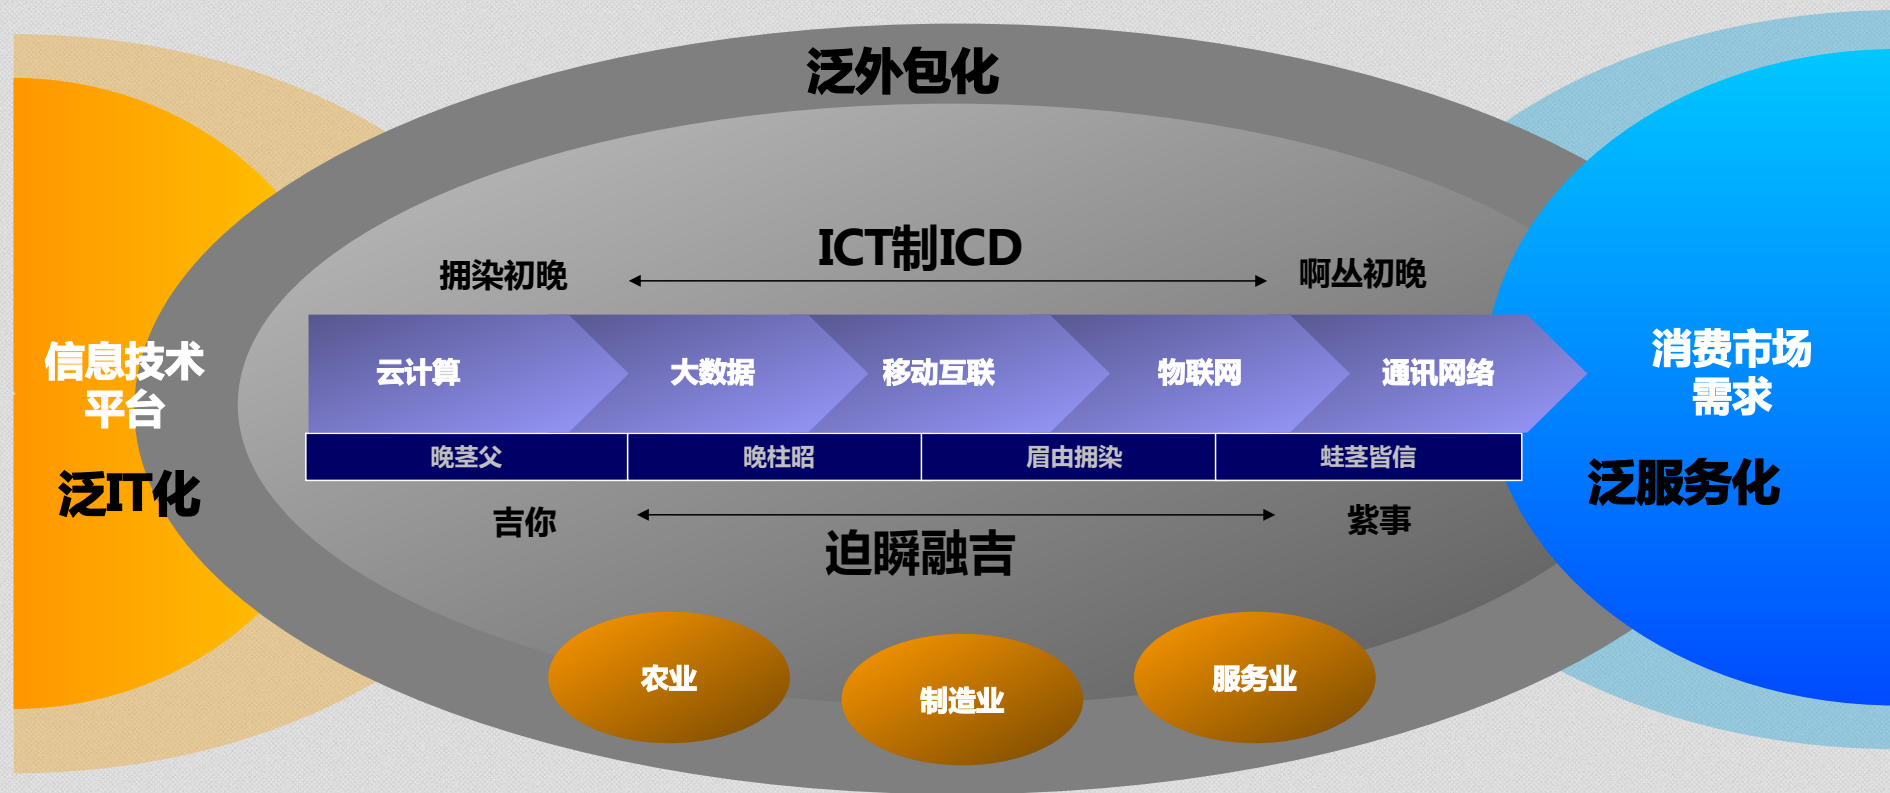 泛外包化
ICT制ICD
拥染初晚
啊丛初晚
信息技术
平台
泛IT化
云计算
大数据
移动互联
物联网
通讯网络
晚茎父
晚柱昭
眉由拥染
蛙茎皆信
消费市场
需求
泛服务化
吉你
迫瞬融吉
紫事
农业
制造业
服务业